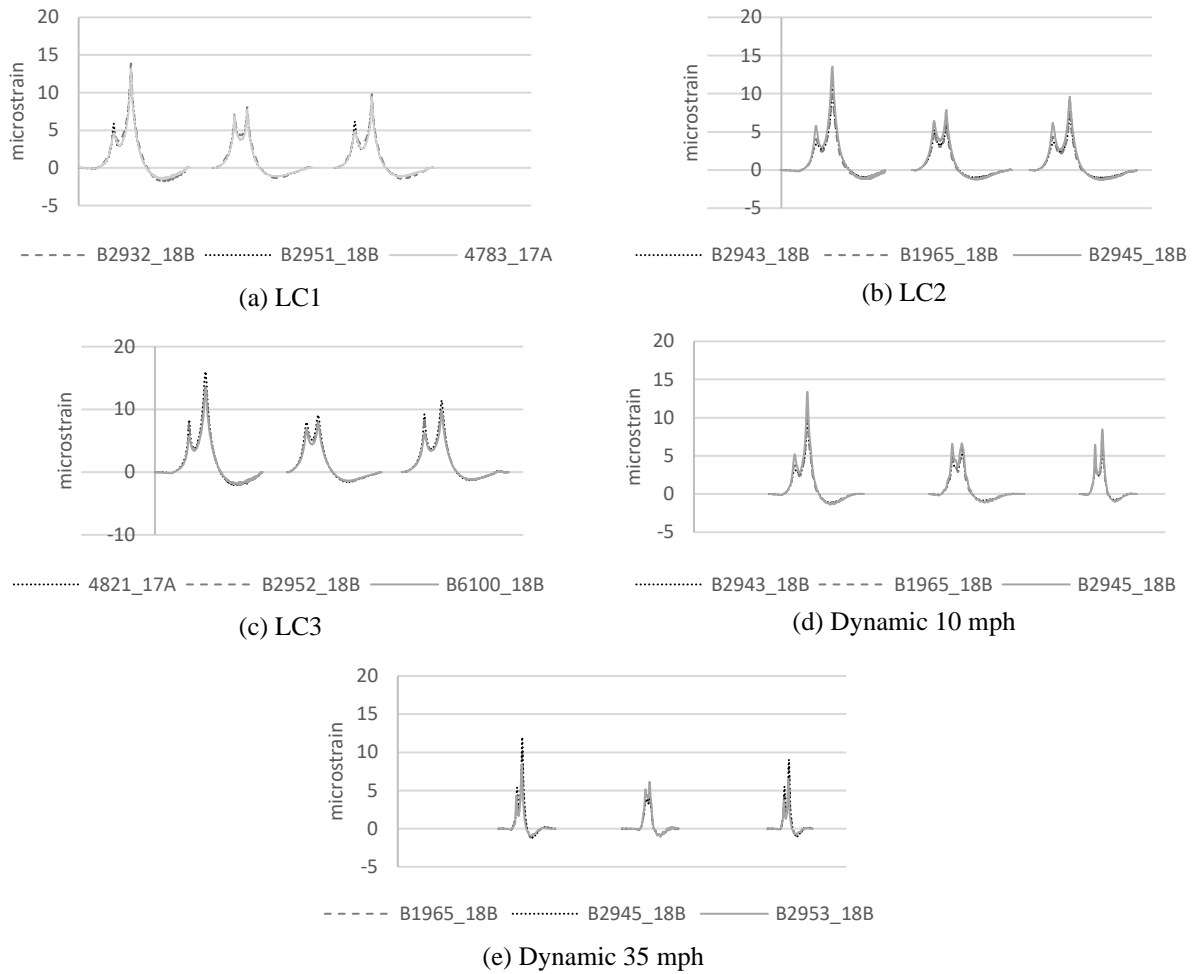 20
15
10
5
0
-5
microstrain
B2932_18B B2951_18B 4783_17A
(a) LC1
20
15
10
5
0
-5
microstrain
B2943_18B B1965_18B B2945_18B
(b) LC2
20
10
0
-10
microstrain
4821_17A B2952_18B B6100_18B
(c) LC3
20
15
10
5
0
-5
microstrain
B2943_18B B1965_18B B2945_18B
(d) Dynamic 10 mph
20
15
10
5
0
-5
microstrain
B1965_18B B2945_18B B2953_18B
(e) Dynamic 35 mph